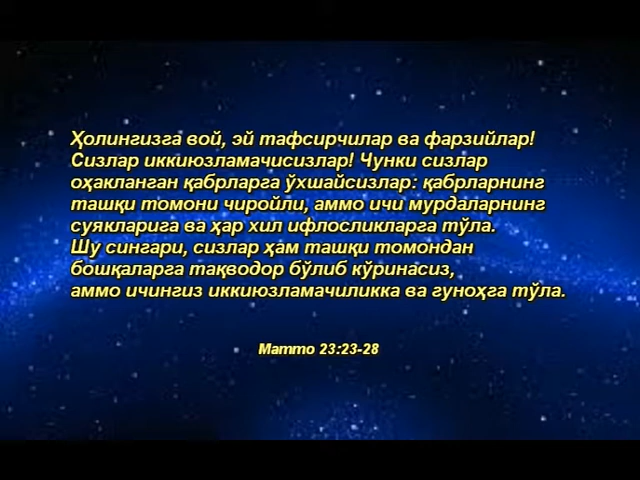 Ҳолингизга вой, эй тафсирчилар ва фарзийлар!
Сизлар иккиюзламачисизлар! Чунки сизлар
оҳакланган қабрларга ўхшайсизлар: қабрларнинг
ташқи томони чиройли, аммо ичи мурдаларнинг
суякларига ва ҳар хил ифлосликларга тўла.
Шу сингари, сизлар ҳам ташқи томондан
бошқаларга тақводор бўлиб кўринасиз,
аммо ичингиз иккиюзламачиликка ва гуноҳга тўла.
Матто 23:23-28